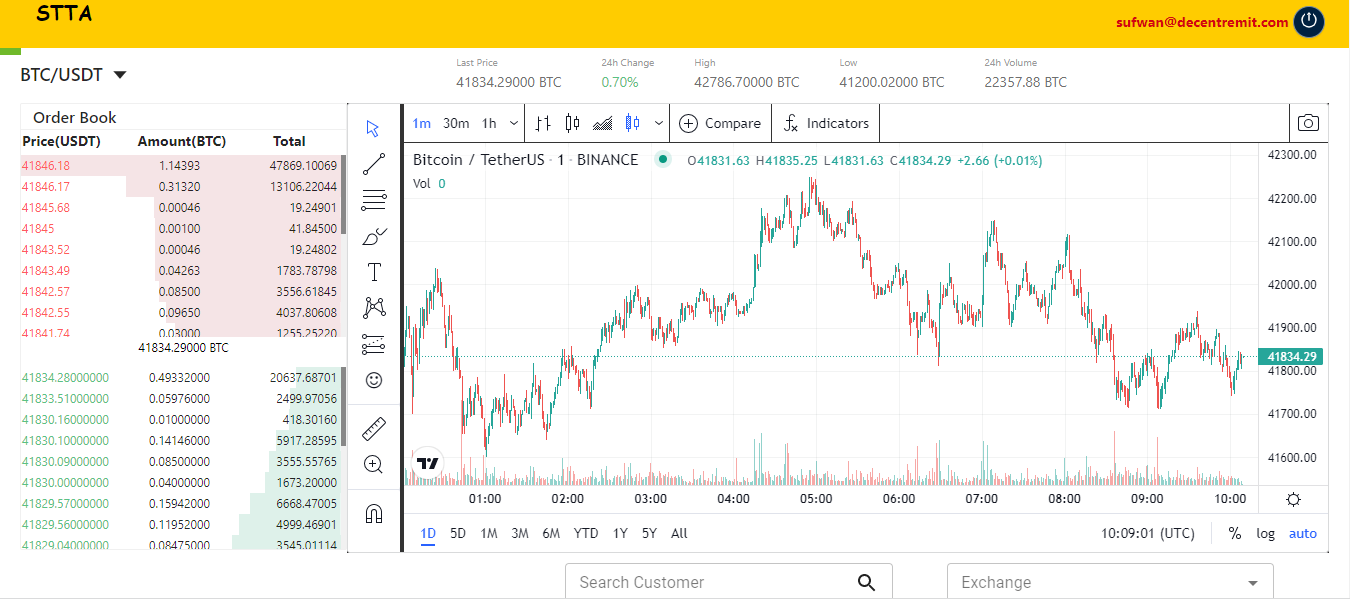 STTA
sufwan@decentremit.com
BTC/USDT
Last Price 24h Change High Low 24h Volume
41834.29000 BTC 0.70% 42786.70000 BTC 41200.02000 BTC 22357.88 BTC
Order Book
Price(USDT) Amount(BTC) Total
41846.18 1.14393 47869.10069
41846.17 0.31320 13106.22044
41845.68 0.00046 19.24901
41845 0.00100 41.84500
41843.52 0.00046 19.24802
41843.49 0.04263 1783.78798
41842.57 0.08500 3556.61845
41842.55 0.09650 4037.80608
41841.74 0.03000 1255.25220
41834.29000 BTC
41834.28000000 0.49332000 20637.68701
41833.51000000 0.05976000 2499.97056
41830.16000000 0.01000000 418.30160
41830.10000000 0.14146000 5917.28595
41830.09000000 0.08500000 3555.55765
41830.00000000 0.04000000 1673.20000
41829.57000000 0.15942000 6668.47005
41829.56000000 0.11952000 4999.46901
41829.04000000 0.08475000 3545.01114
1m 30m 1h Compare Indicators
Bitcoin / TetherUS · 1 · BINANCE O41831.63 H41835.25 L41831.63 C41834.29 +2.66 (+0.01%)
Vol 0
42300.00
42200.00
42100.00
42000.00
41900.00
41834.29
41800.00
41700.00
41600.00
01:00 02:00 03:00 04:00 05:00 06:00 07:00 08:00 09:00 10:00
1D 5D 1M 3M 6M YTD 1Y 5Y All 10:09:01 (UTC) % log auto
Search Customer Exchange